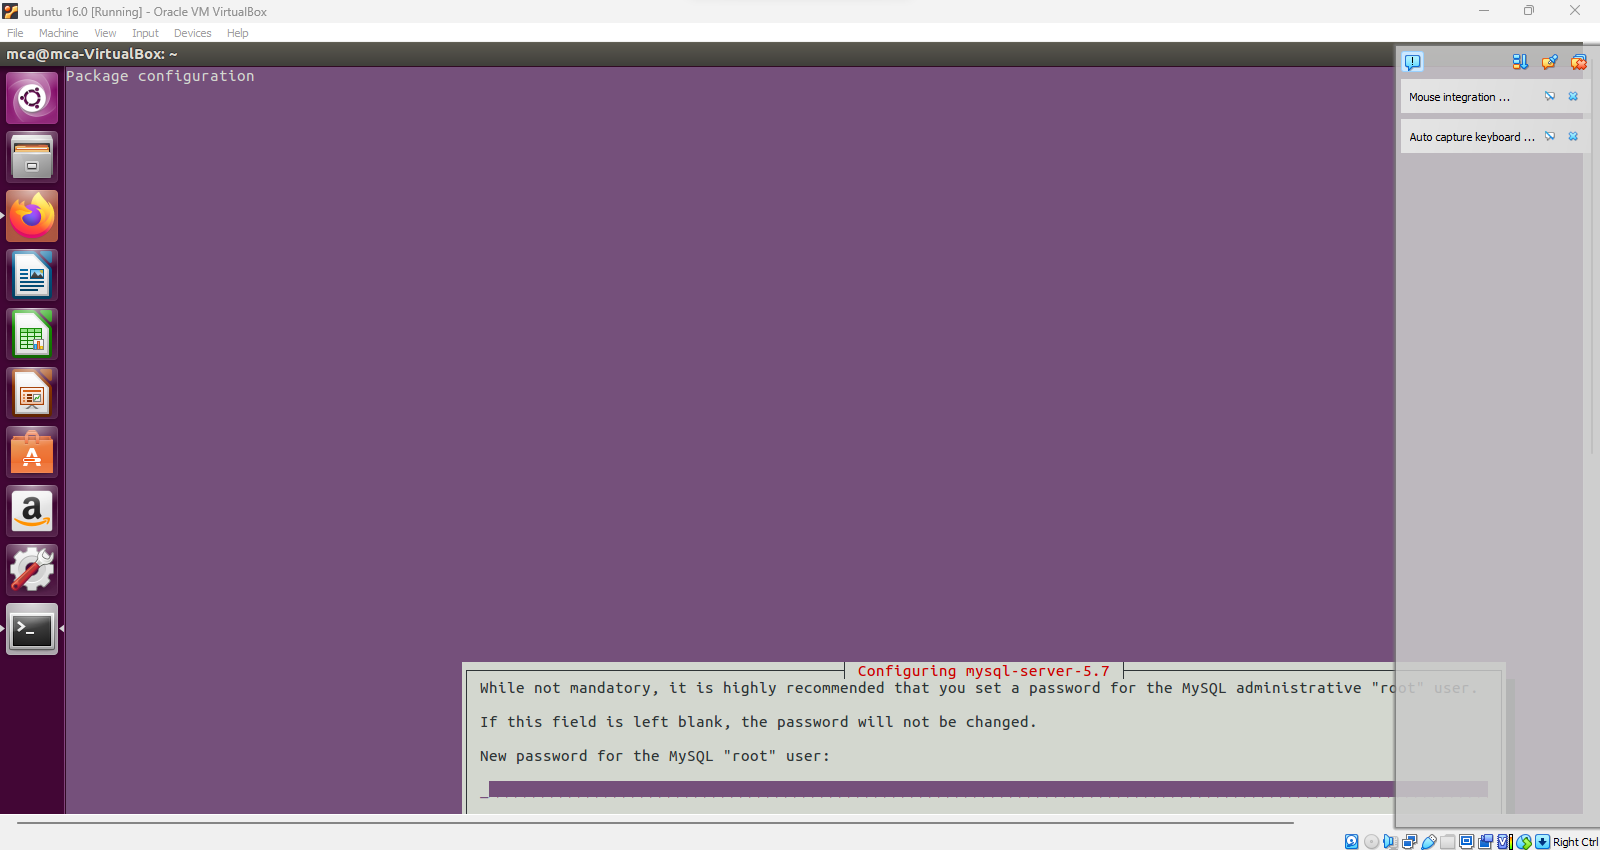 ubuntu 16.0 [Running] - Oracle VM VirtualBox
File Machine View Input Devices Help
mca@mca-VirtualBox: ~
Package configuration
Mouse integration ...
Auto capture keyboard ...
Configuring mysql-server-5.7
While not mandatory, it is highly recommended that you set a password for the MySQL administrative "root" user.
If this field is left blank, the password will not be changed.
New password for the MySQL "root" user:
Right Ctrl